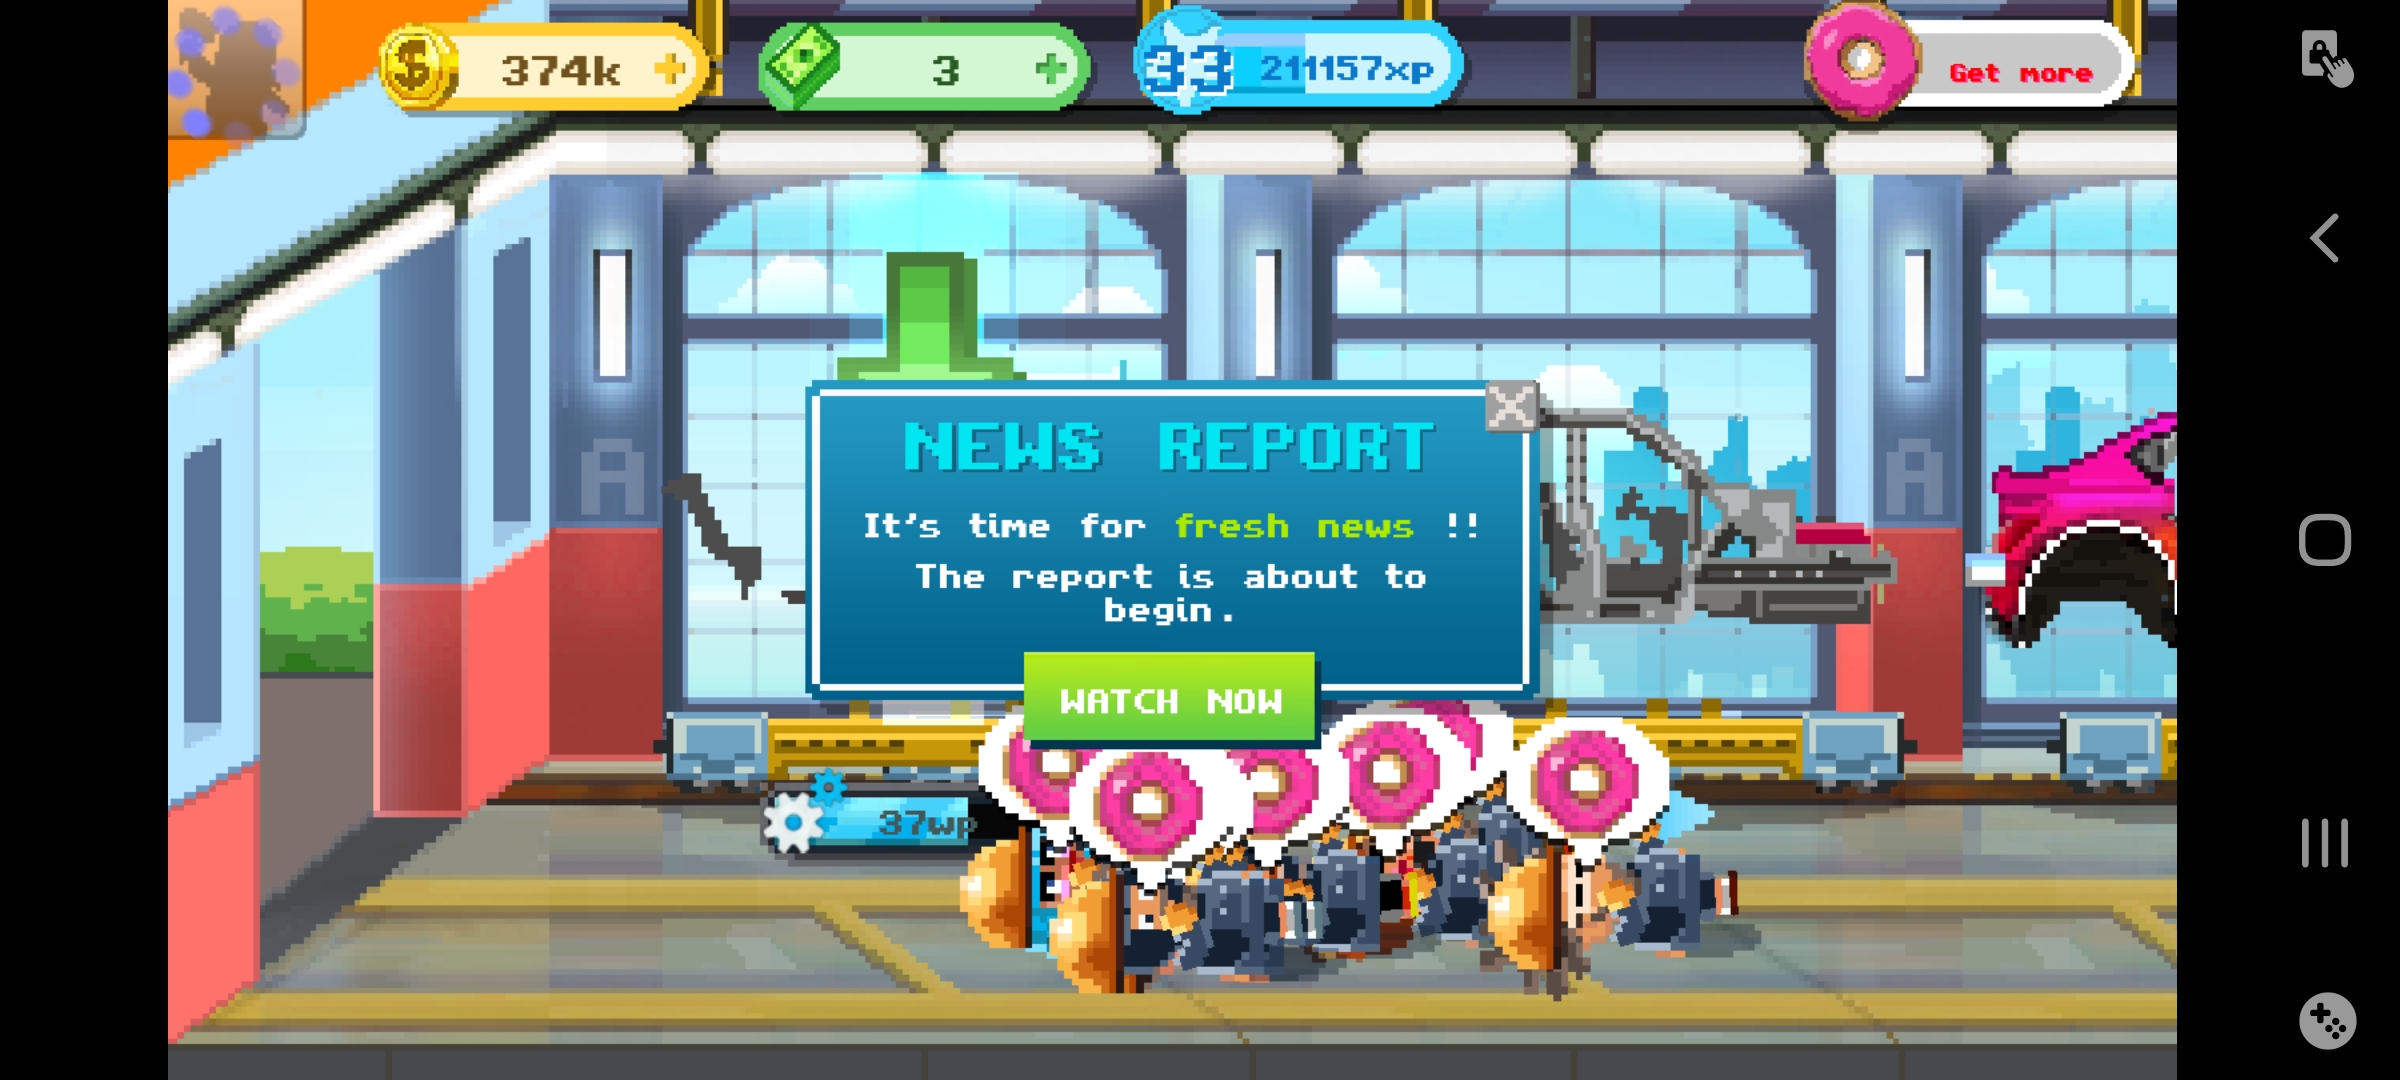 374k
3
33
211157xp
Get more
A
A
NEWS REPORT
It's time for fresh news !!
The report is about to
begin.
WATCH NOW
37wp